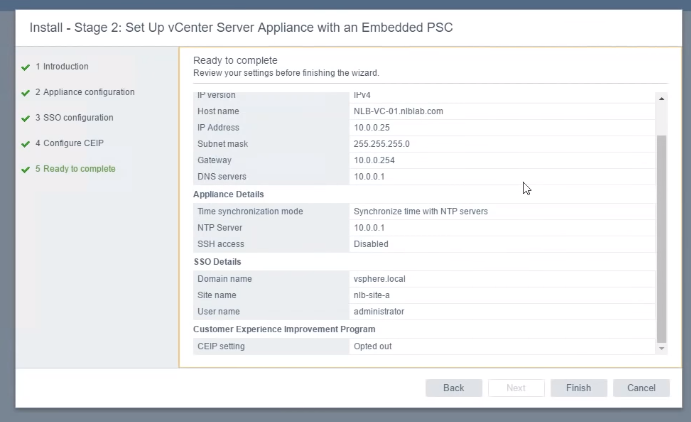 Install - Stage 2: Set Up vCenter Server Appliance with an Embedded PSC
1 Introduction
2 Appliance configuration
3 SSO configuration
4 Configure CEIP
5 Ready to complete
Ready to complete
Review your settings before finishing the wizard.
IP version IPv4
Host name NLB-VC-01.nlblab.com
IP Address 10.0.0.25
Subnet mask 255.255.255.0
Gateway 10.0.0.254
DNS servers 10.0.0.1
Appliance Details
Time synchronization mode Synchronize time with NTP servers
NTP Server 10.0.0.1
SSH access Disabled
SSO Details
Domain name vsphere.local
Site name nlb-site-a
User name administrator
Customer Experience Improvement Program
CEIP setting Opted out
Back Next Finish Cancel